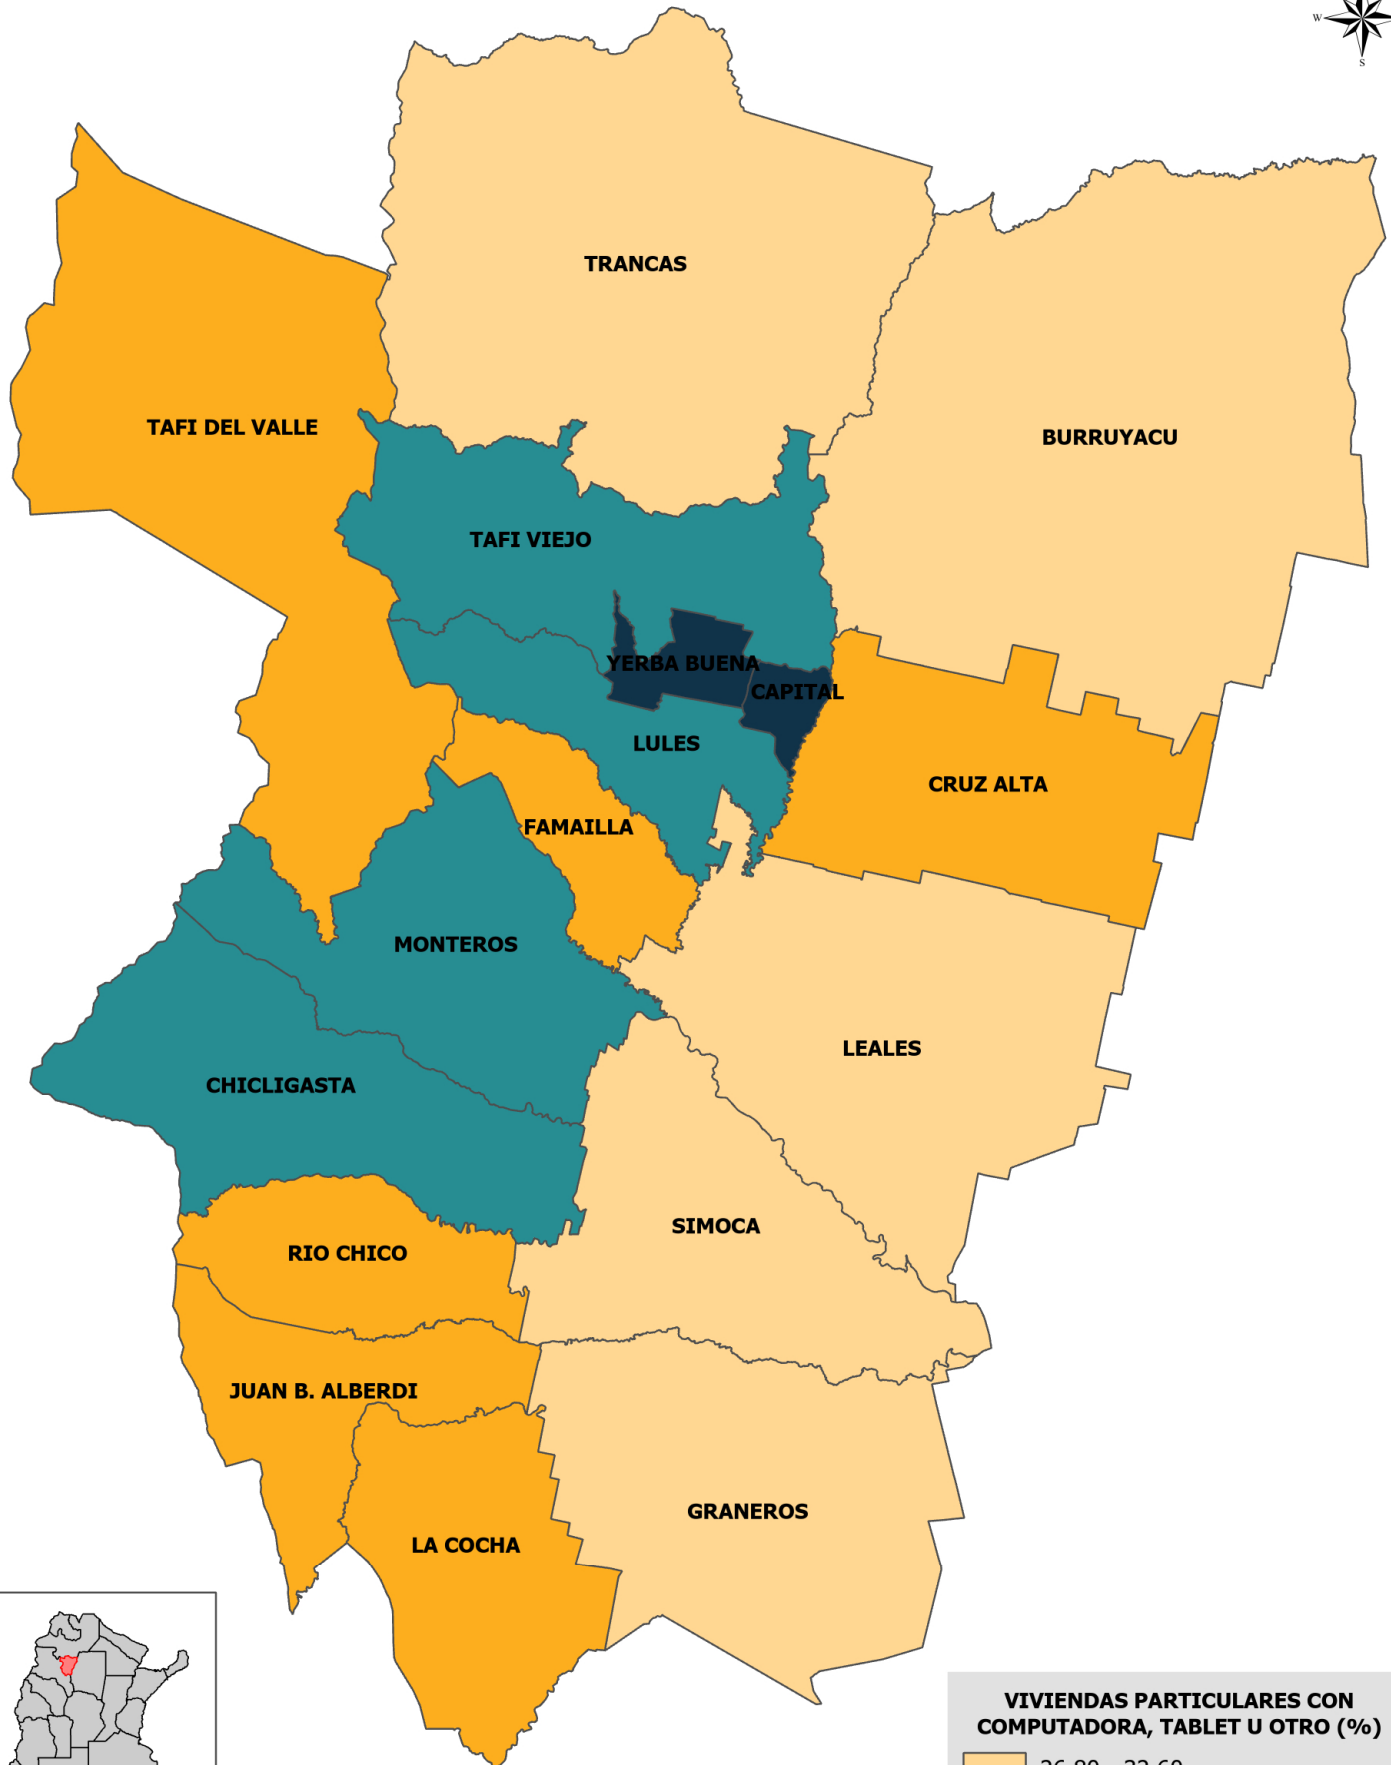 W
S
TRANCAS
TAFI DEL VALLE
BURRUYACU
TAFI VIEJO
YERBA BUENA
CAPITAL
LULES
CRUZ ALTA
FAMAILLA
MONTEROS
LEALES
CHICLIGASTA
SIMOCA
RIO CHICO
JUAN B. ALBERDI
GRANEROS
LA COCHA
VIVIENDAS PARTICULARES CON
COMPUTADORA, TABLET U OTRO (%)